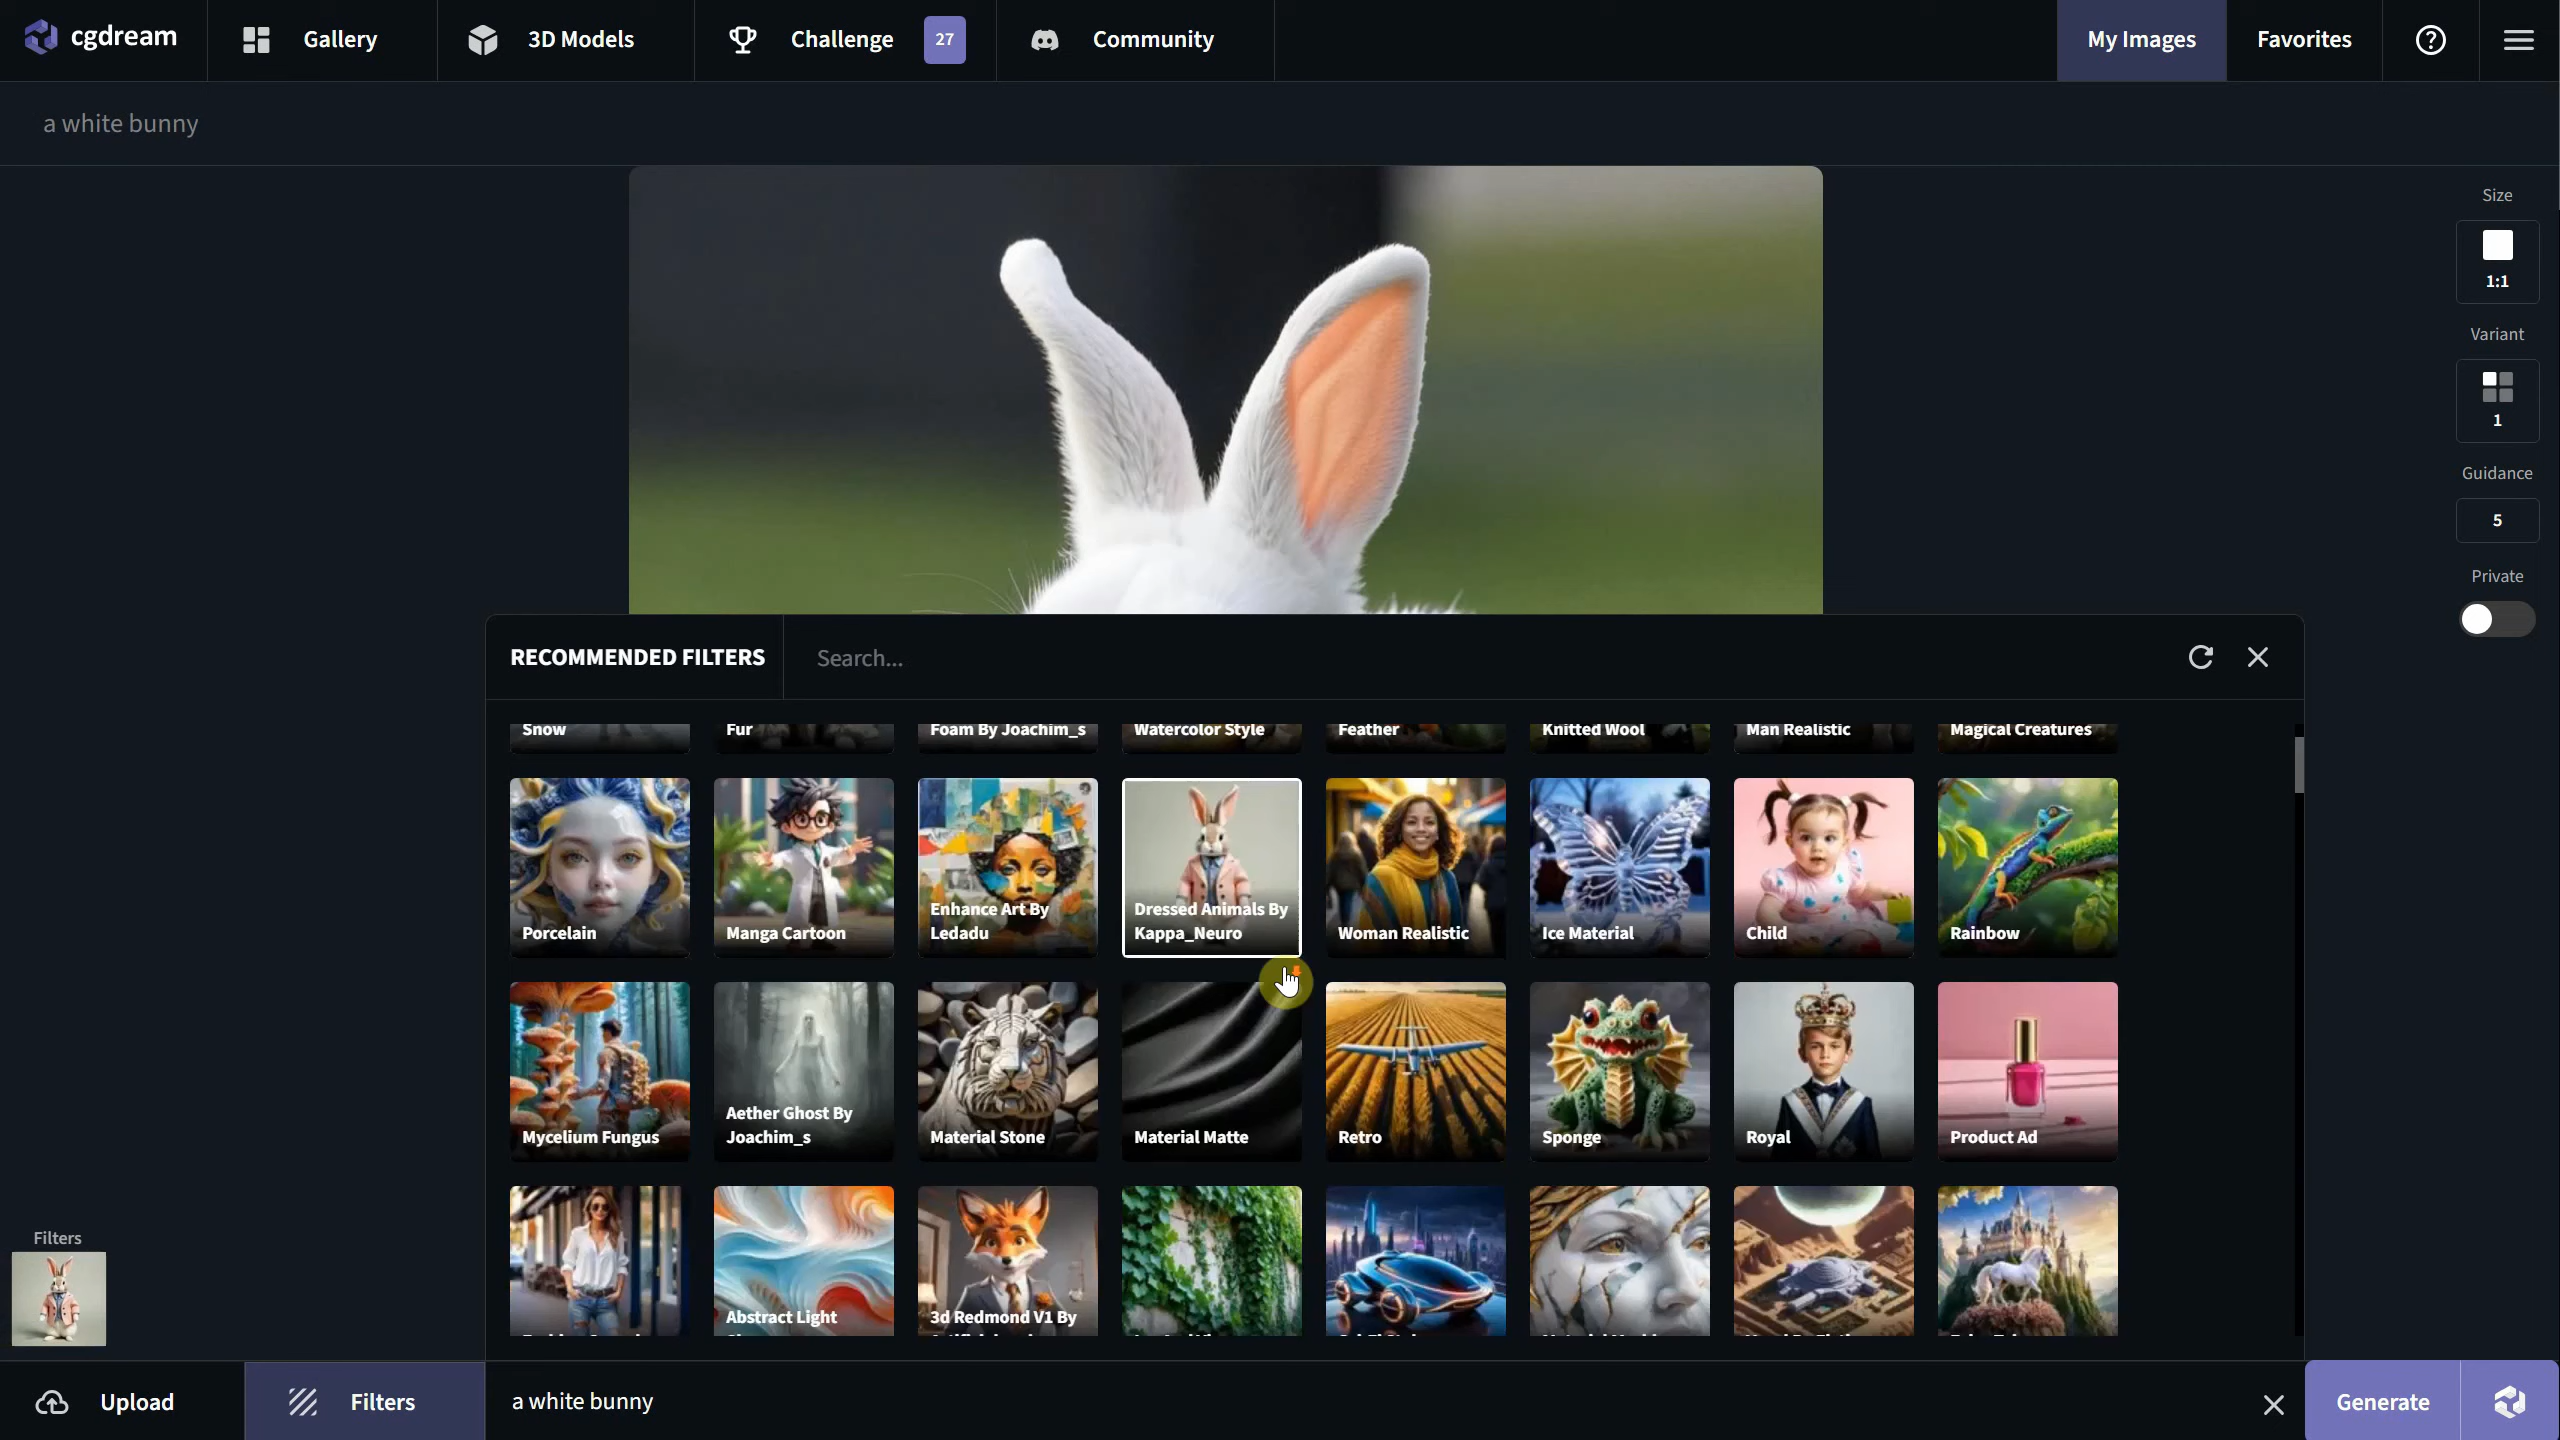 cgdream
Gallery
3D Models
Challenge
27
Community
My Images
Favorites
a white bunny
Size
1:1
Variant
1
Guidance
5
Private
RECOMMENDED FILTERS
Search...
Snow
Fur
Foam By Joachim_s
Watercolor Style
Feather
Knitted Wool
Man Realistic
Magical Creatures
Porcelain
Manga Cartoon
Enhance Art By
Ledadu
Dressed Animals By
Kappa_Neuro
Woman Realistic
Ice Material
Child
Rainbow
Mycelium Fungus
Aether Ghost By
Joachim_s
Material Stone
Material Matte
Retro
Sponge
Royal
Product Ad
Abstract Light
3d Redmond V1 By
Filters
Upload
Filters
a white bunny
Generate